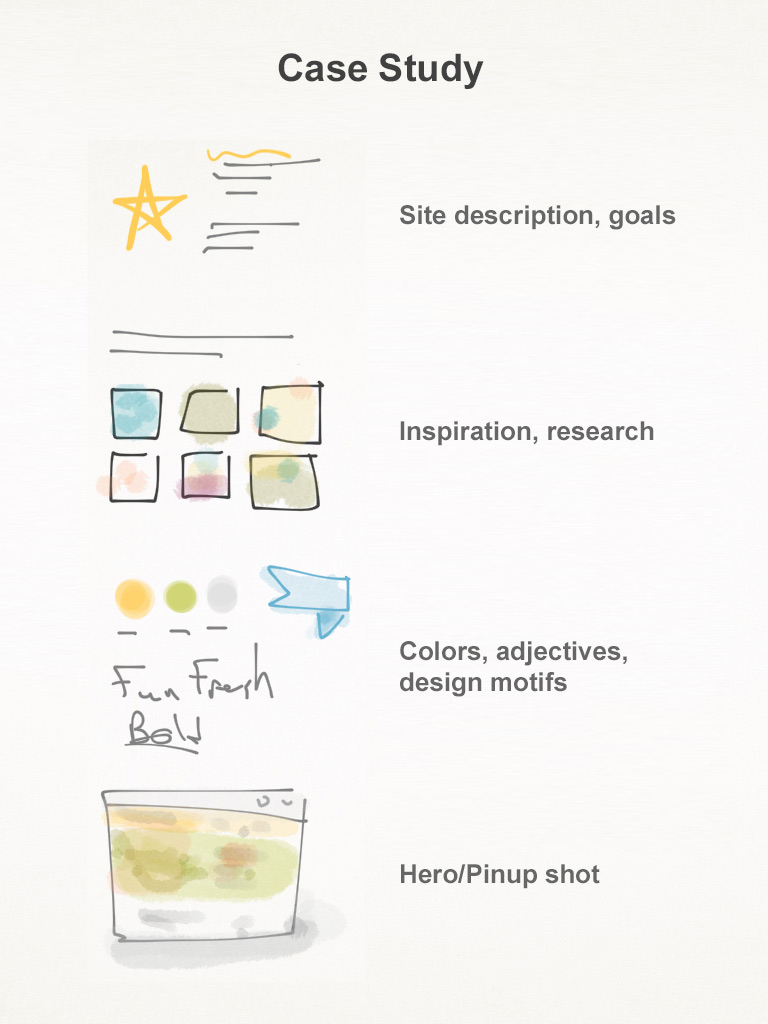 Case Study
Site description, goals
Inspiration, research
Colors, adjectives,
design motifs
Fun Fresh
Bold
Hero/Pinup shot